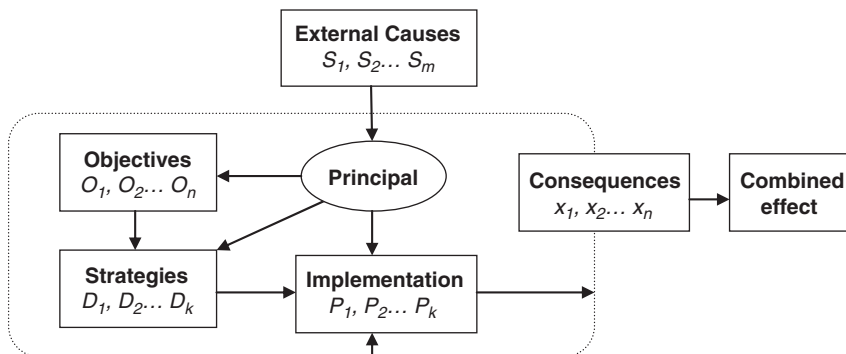 External Causes
S1, S2... Sm
Objectives
O1, O2... On
Principal
Consequences
x1, x2... xn
Combined
effect
Strategies
D1, D2... Dk
Implementation
P1, P2... Pk